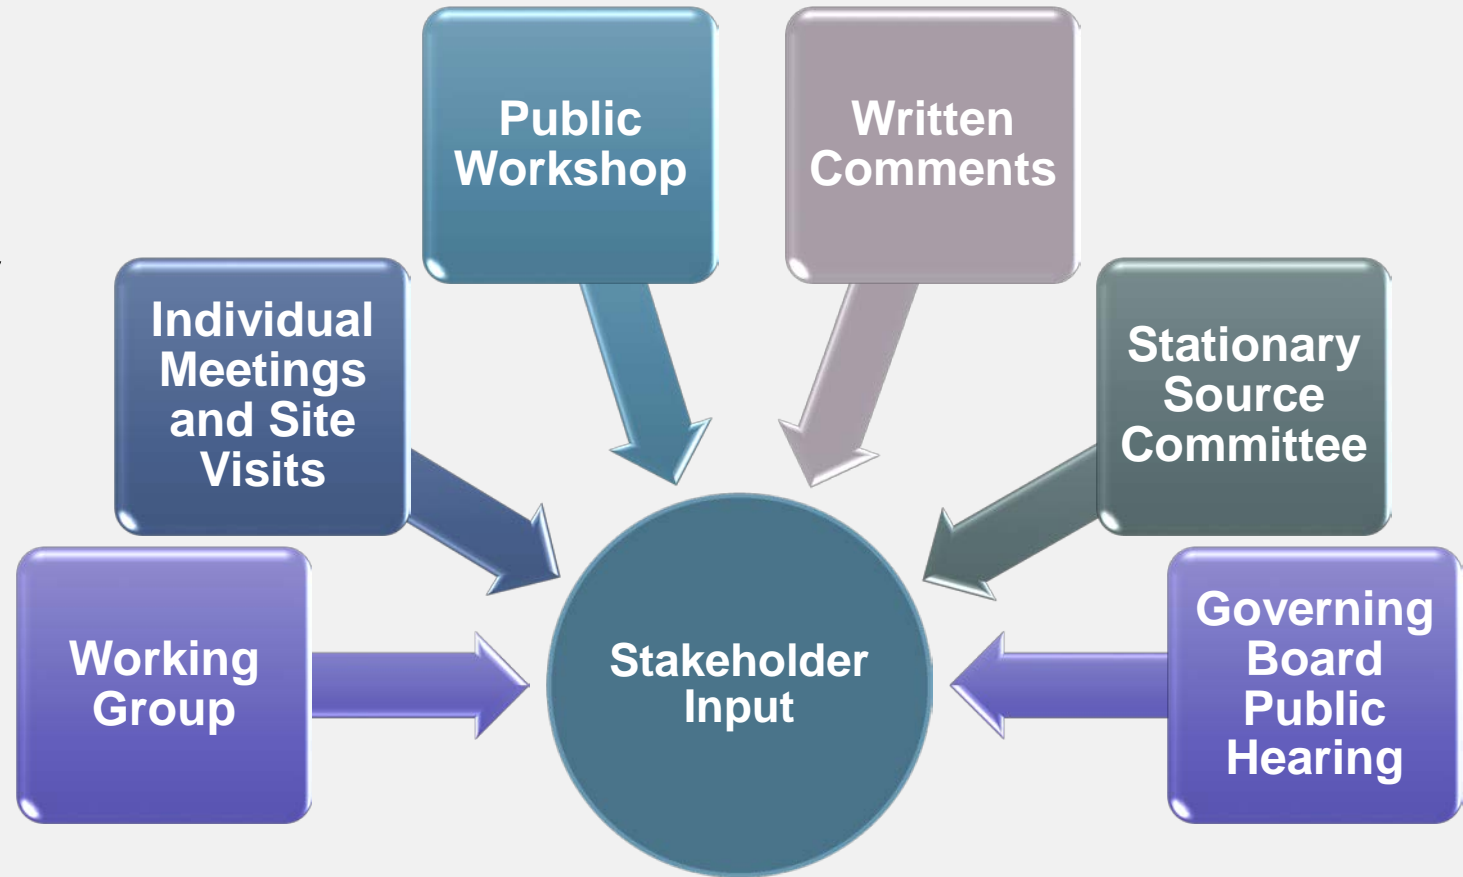 Public
Workshop
Written
Comments
Individual
Meetings
and Site
Visits
Stationary
Source
Committee
Working
Group
Stakeholder
Input
Governing
Board
Public
Hearing